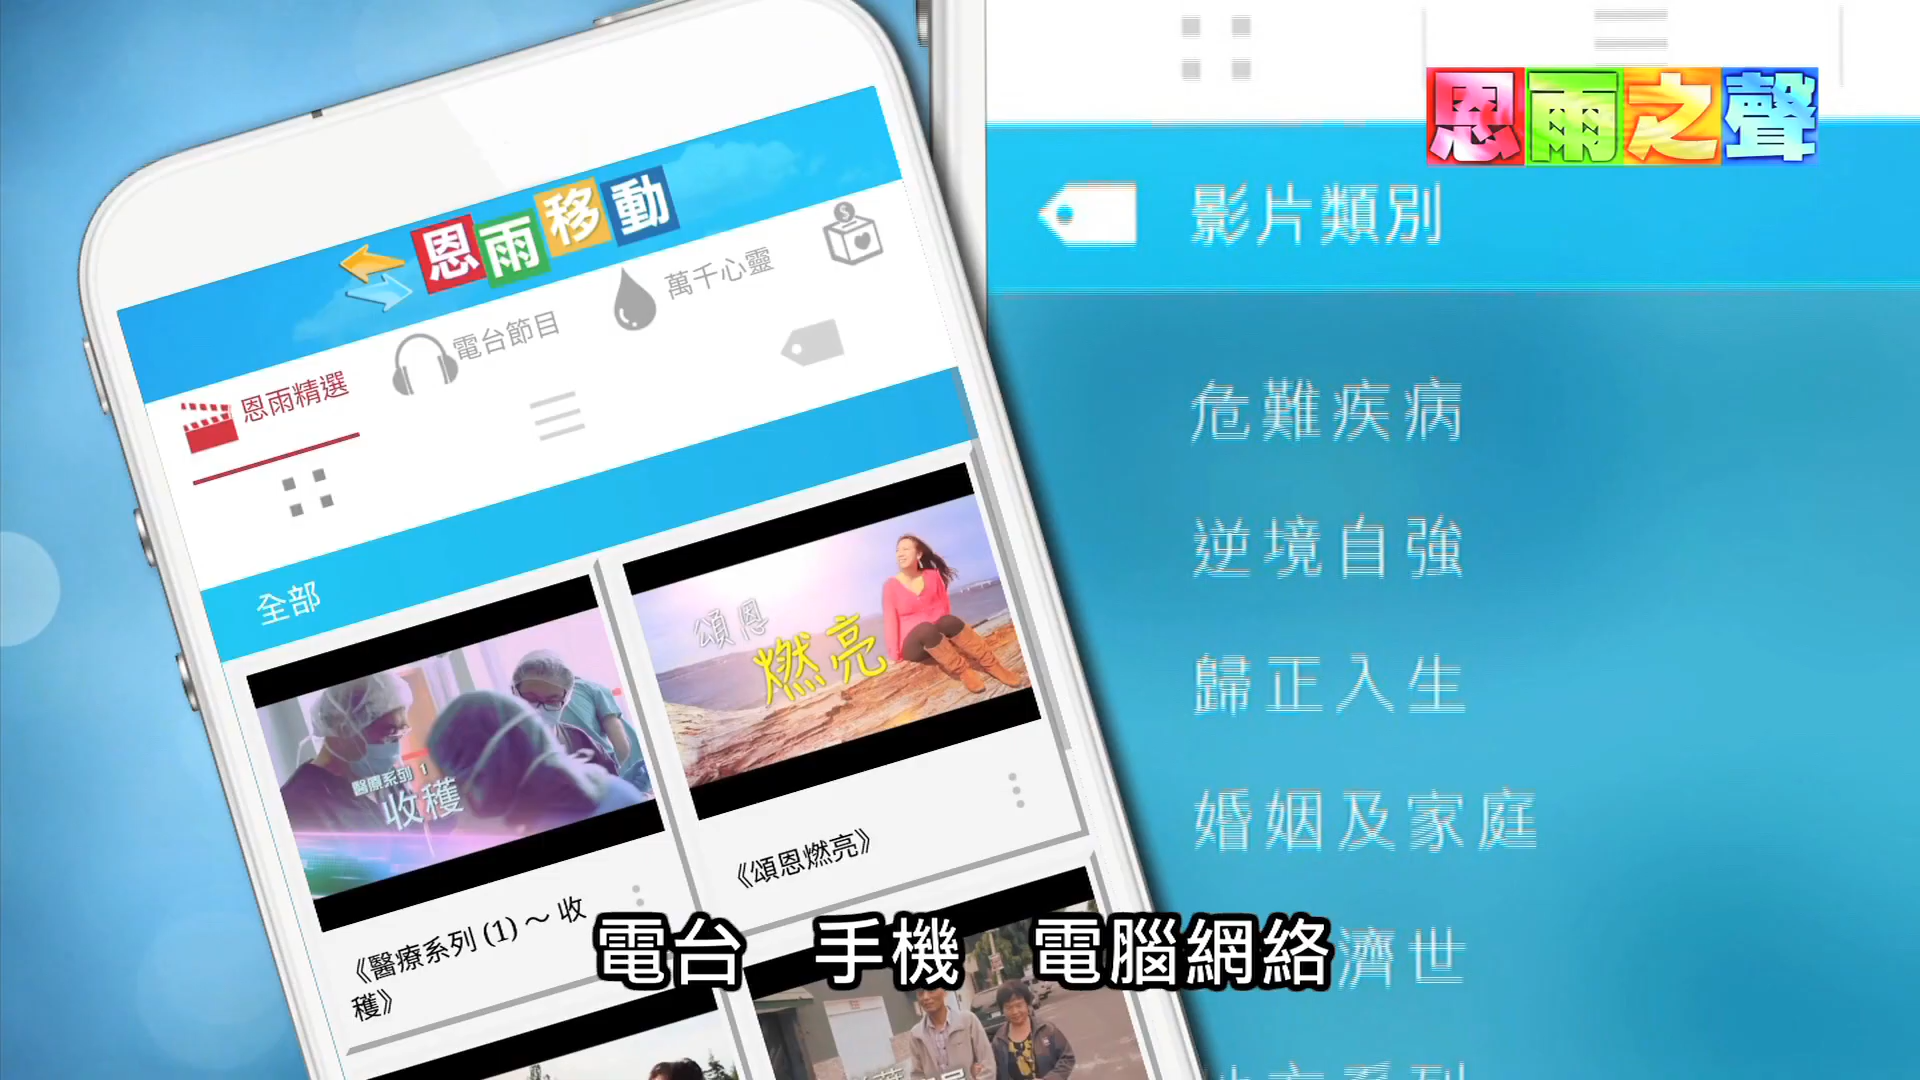 恩雨之聲
恩雨移動
恩雨精選
電台節目
萬千心靈
全部
醫療系列 1
收穫
《醫療系列 (1) ～ 收
穫》
頌恩
燃亮
《頌恩燃亮》
影片類別
危難疾病
逆境自強
歸正人生
婚姻及家庭
濟世
電台 手機 電腦網絡